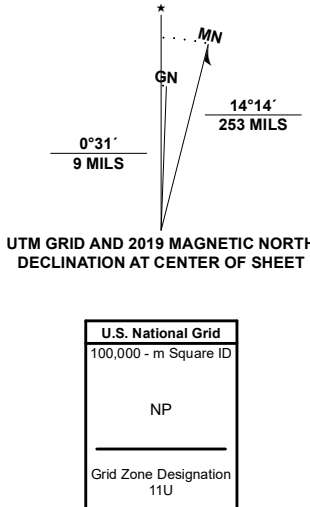 ★
MN
GN
0°31´
9 MILS
14°14´
253 MILS
UTM GRID AND 2019 MAGNETIC NORTH
DECLINATION AT CENTER OF SHEET
U.S. National Grid
100,000 - m Square ID
NP
Grid Zone Designation
11U